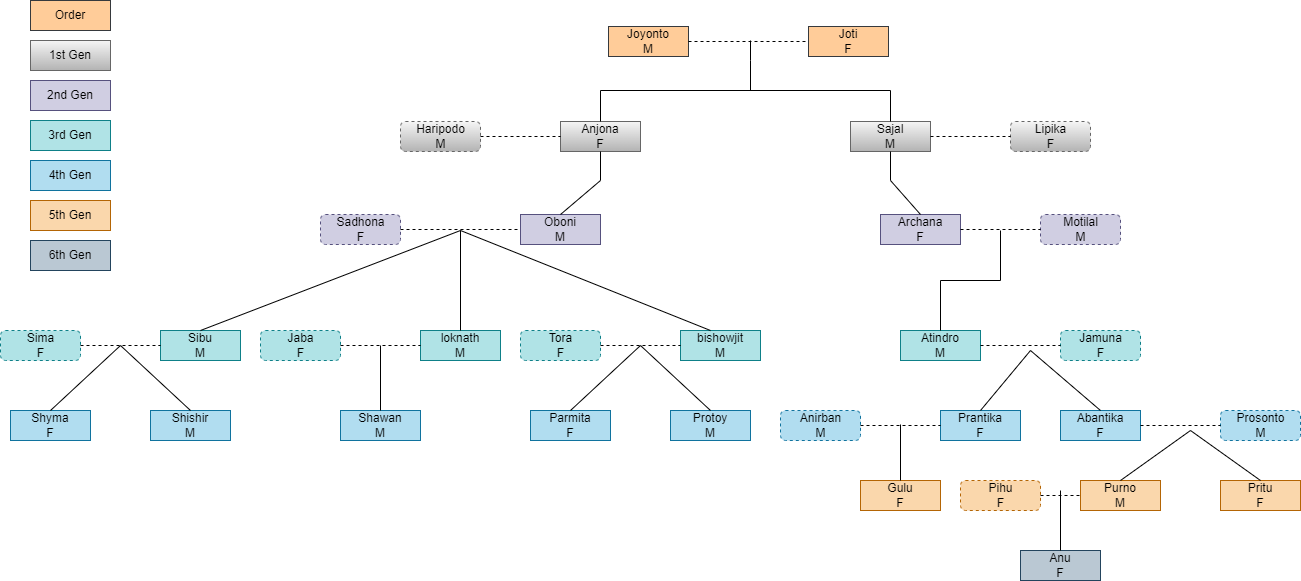 Order
1st Gen
2nd Gen
3rd Gen
4th Gen
5th Gen
6th Gen
Joyonto
M
Joti
F
Haripodo
M
Anjona
F
Sajal
M
Lipika
F
Sadhona
F
Oboni
M
Archana
F
Motilal
M
Sima
F
Sibu
M
Jaba
F
loknath
M
Tora
F
bishowjit
M
Atindro
M
Jamuna
F
Shyma
F
Shishir
M
Shawan
M
Parmita
F
Protoy
M
Anirban
M
Prantika
F
Abantika
F
Prosonto
M
Gulu
F
Pihu
F
Purno
M
Pritu
F
Anu
F